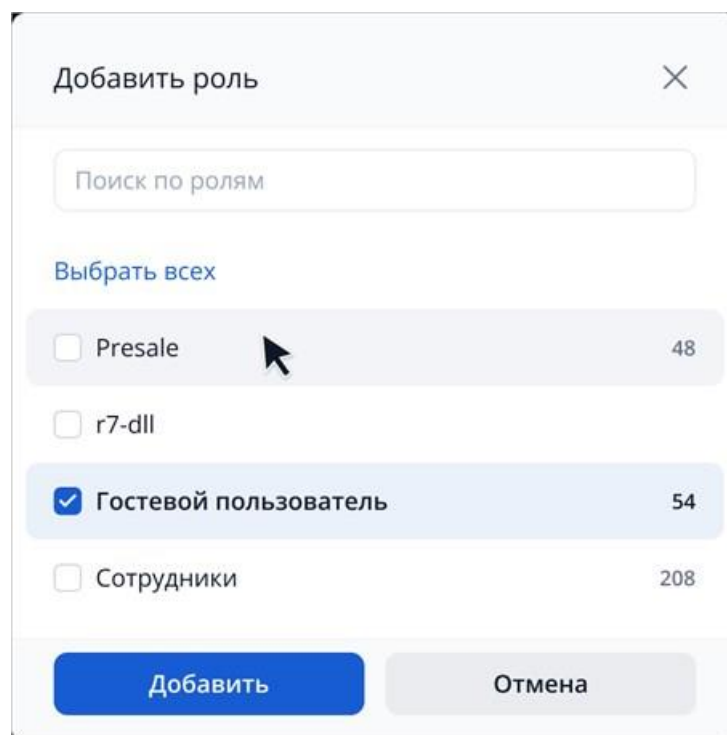 Добавить роль
Поиск по ролям
Выбрать всех
Presale 48
r7-dll
Гостевой пользователь 54
Сотрудники 208
Добавить Отмена